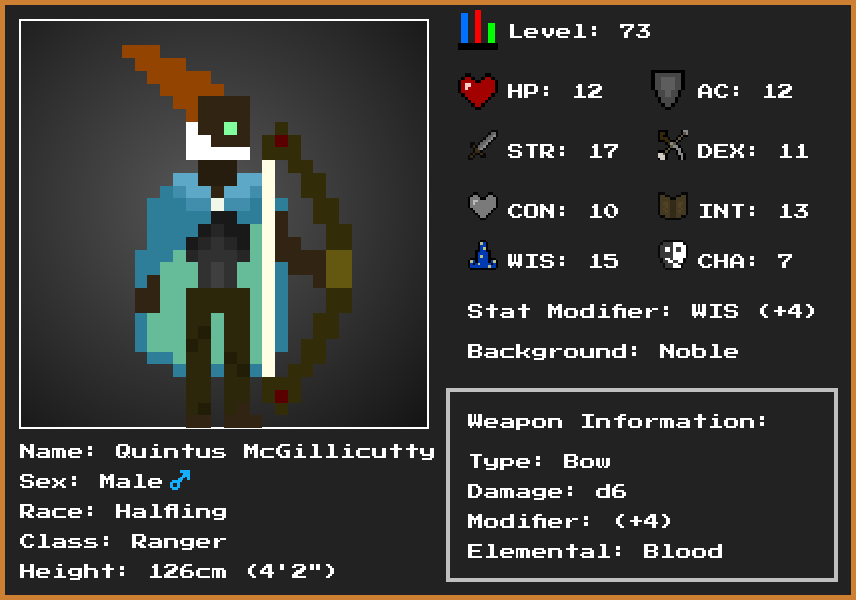 Level: 73
HP: 12
AC: 12
STR: 17
DEX: 11
CON: 10
INT: 13
WIS: 15
CHA: 7
Stat Modifier: WIS (+4)
Background: Noble
Name: Quintus McGillicutty
Sex: Male ♂
Race: Halfling
Class: Ranger
Height: 126cm (4'2")
Weapon Information:
Type: Bow
Damage: d6
Modifier: (+4)
Elemental: Blood